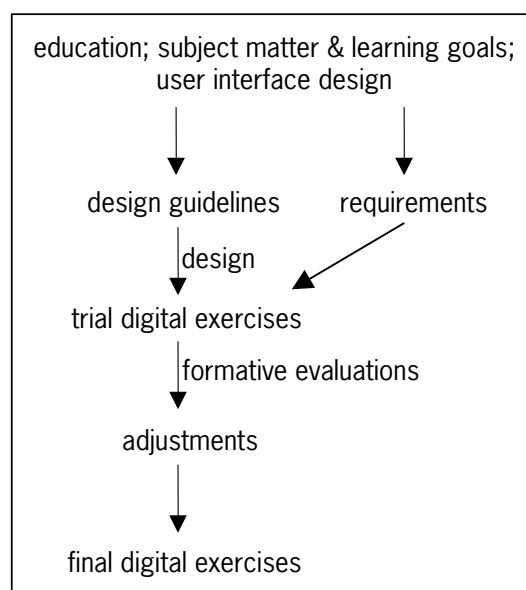 education; subject matter & learning goals;
user interface design
design guidelines
requirements
design
trial digital exercises
formative evaluations
adjustments
final digital exercises